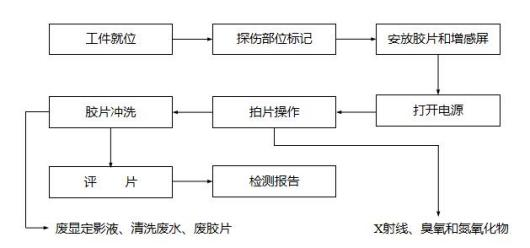 工件就位
探伤部位标记
安放胶片和增感屏
胶片冲洗
拍片操作
打开电源
评 片
检测报告
废显定影液、清洗废水、废胶片
X射线、臭氧和氮氧化物